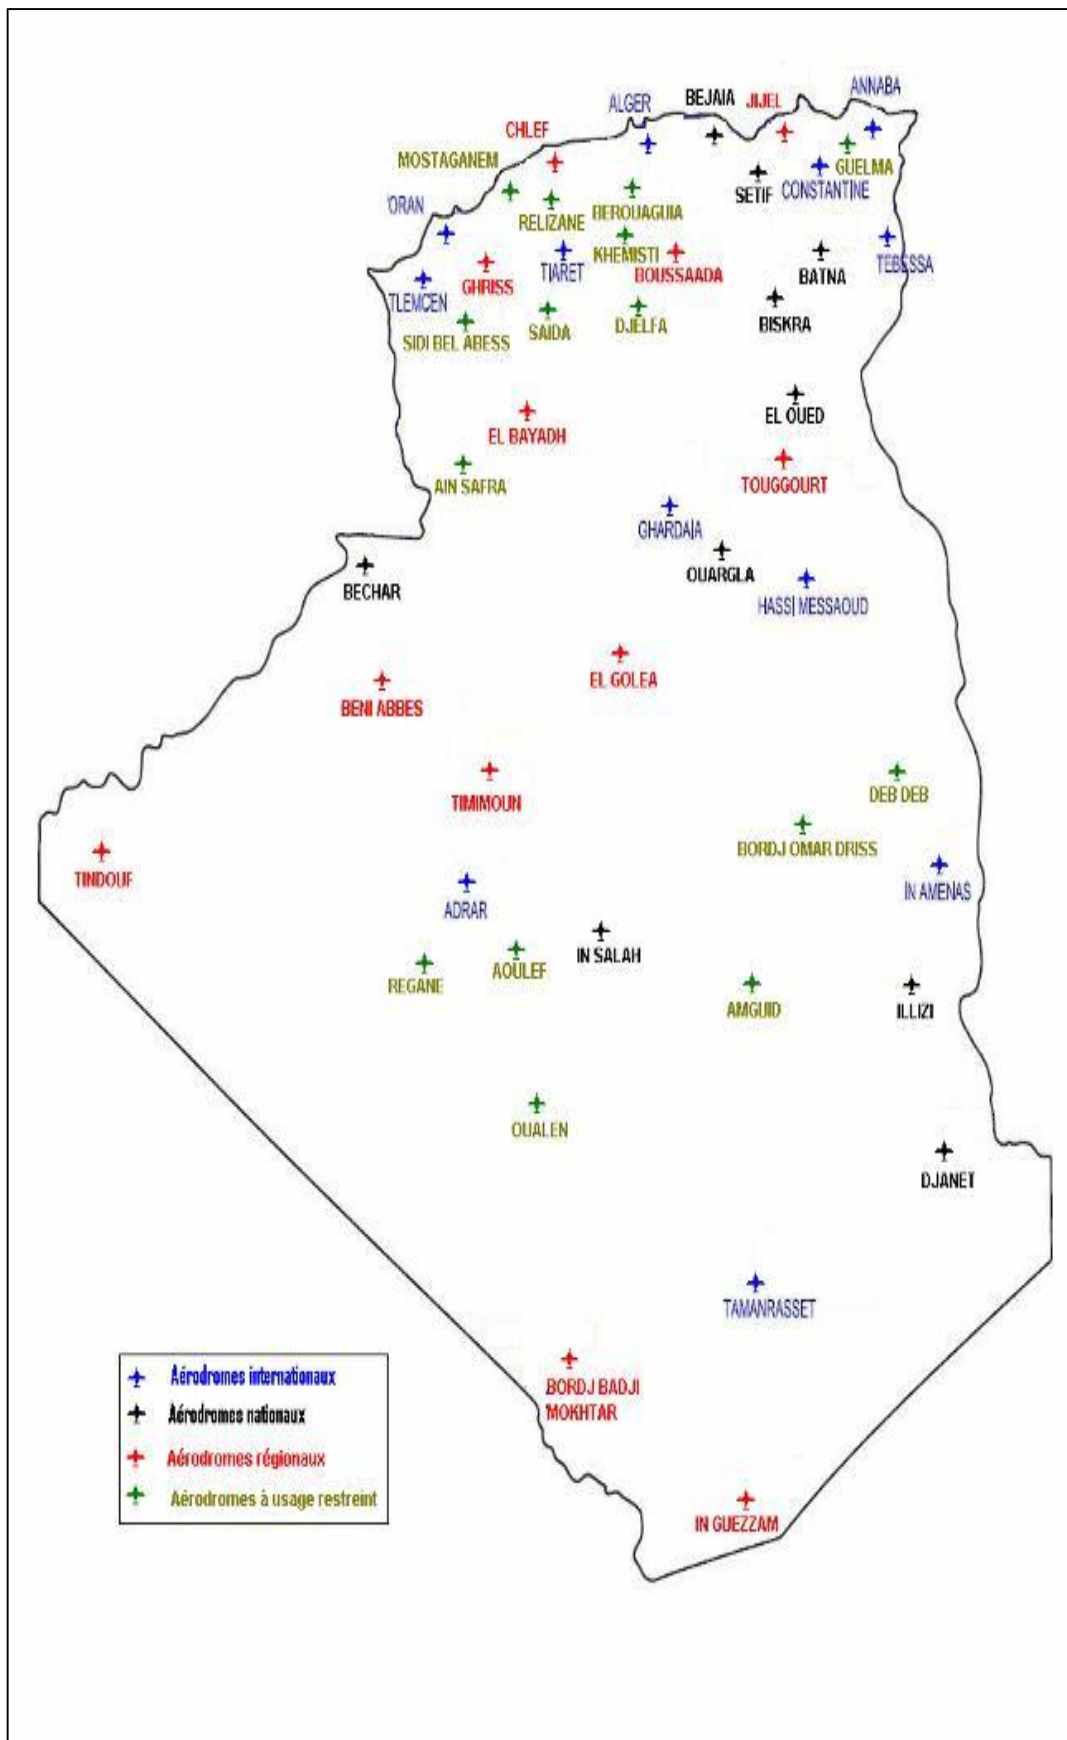 ANNABA
BEJAIA
JIJEL
ALGER
CHLEF
MOSTAGANEM
GUELMA
CONSTANTINE
SETIF
BEROUAGUIA
'ORAN
RELIZANE
KHEMISTI
TEBESSA
BATNA
TIARET
BOUSSAADA
GHRISS
TLEMCEN
BISKRA
DJELFA
SAIDA
SIDI BEL ABESS
EL OUED
EL BAYADH
TOUGGOURT
AIN SAFRA
GHARDAIA
OUARGLA
BECHAR
HASSI MESSAOUD
EL GOLEA
BENI ABBES
DEB DEB
TIMIMOUN
BORDJ OMAR DRISS
TINDOUF
IN AMENAS
ADRAR
IN SALAH
AOULEF
REGANE
AMGUID
ILLIZI
OUALEN
DJANET
TAMANRASSET
BORDJ BADJI
'MOKHTAR
IN GUEZZAM
Aérodromes internationaux
Aérodromes nationaux
Aérodromes régionaux
Aérodromes à usage restreint